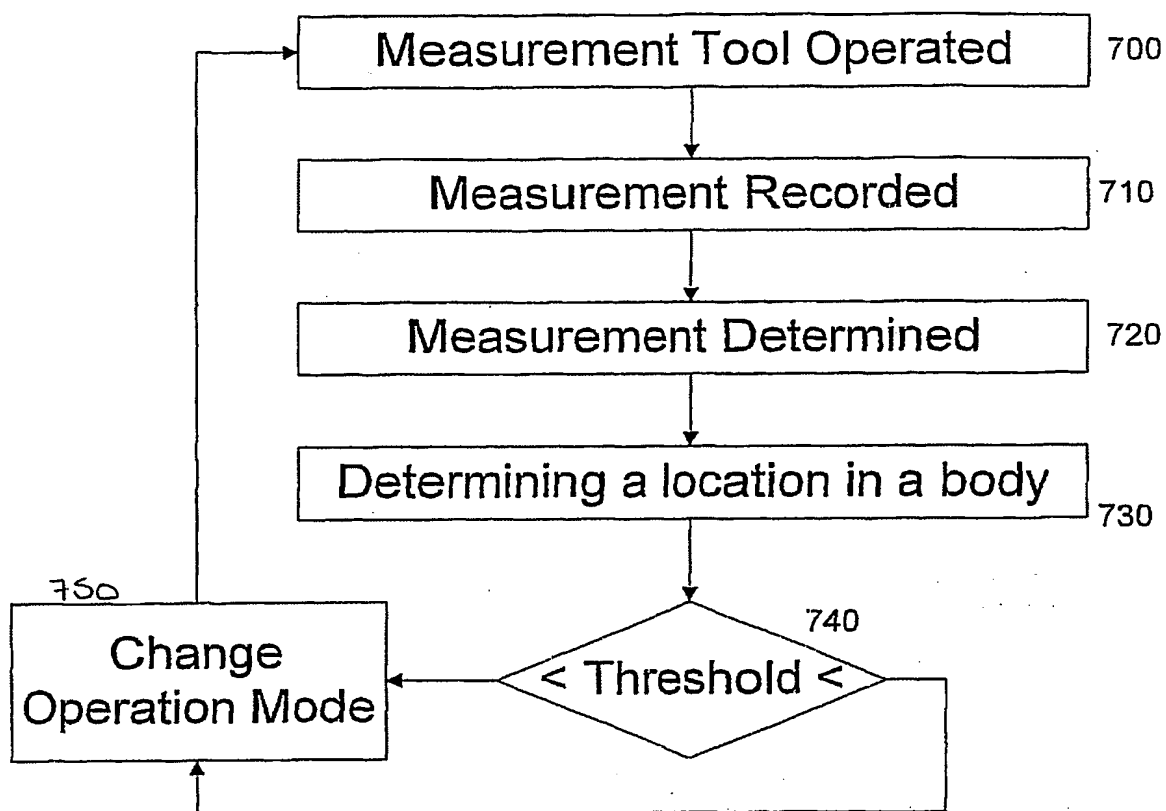 Measurement Tool Operated
700
Measurement Recorded
710
Measurement Determined
720
Determining a location in a body
730
740
< Threshold <
750
Change
Operation Mode